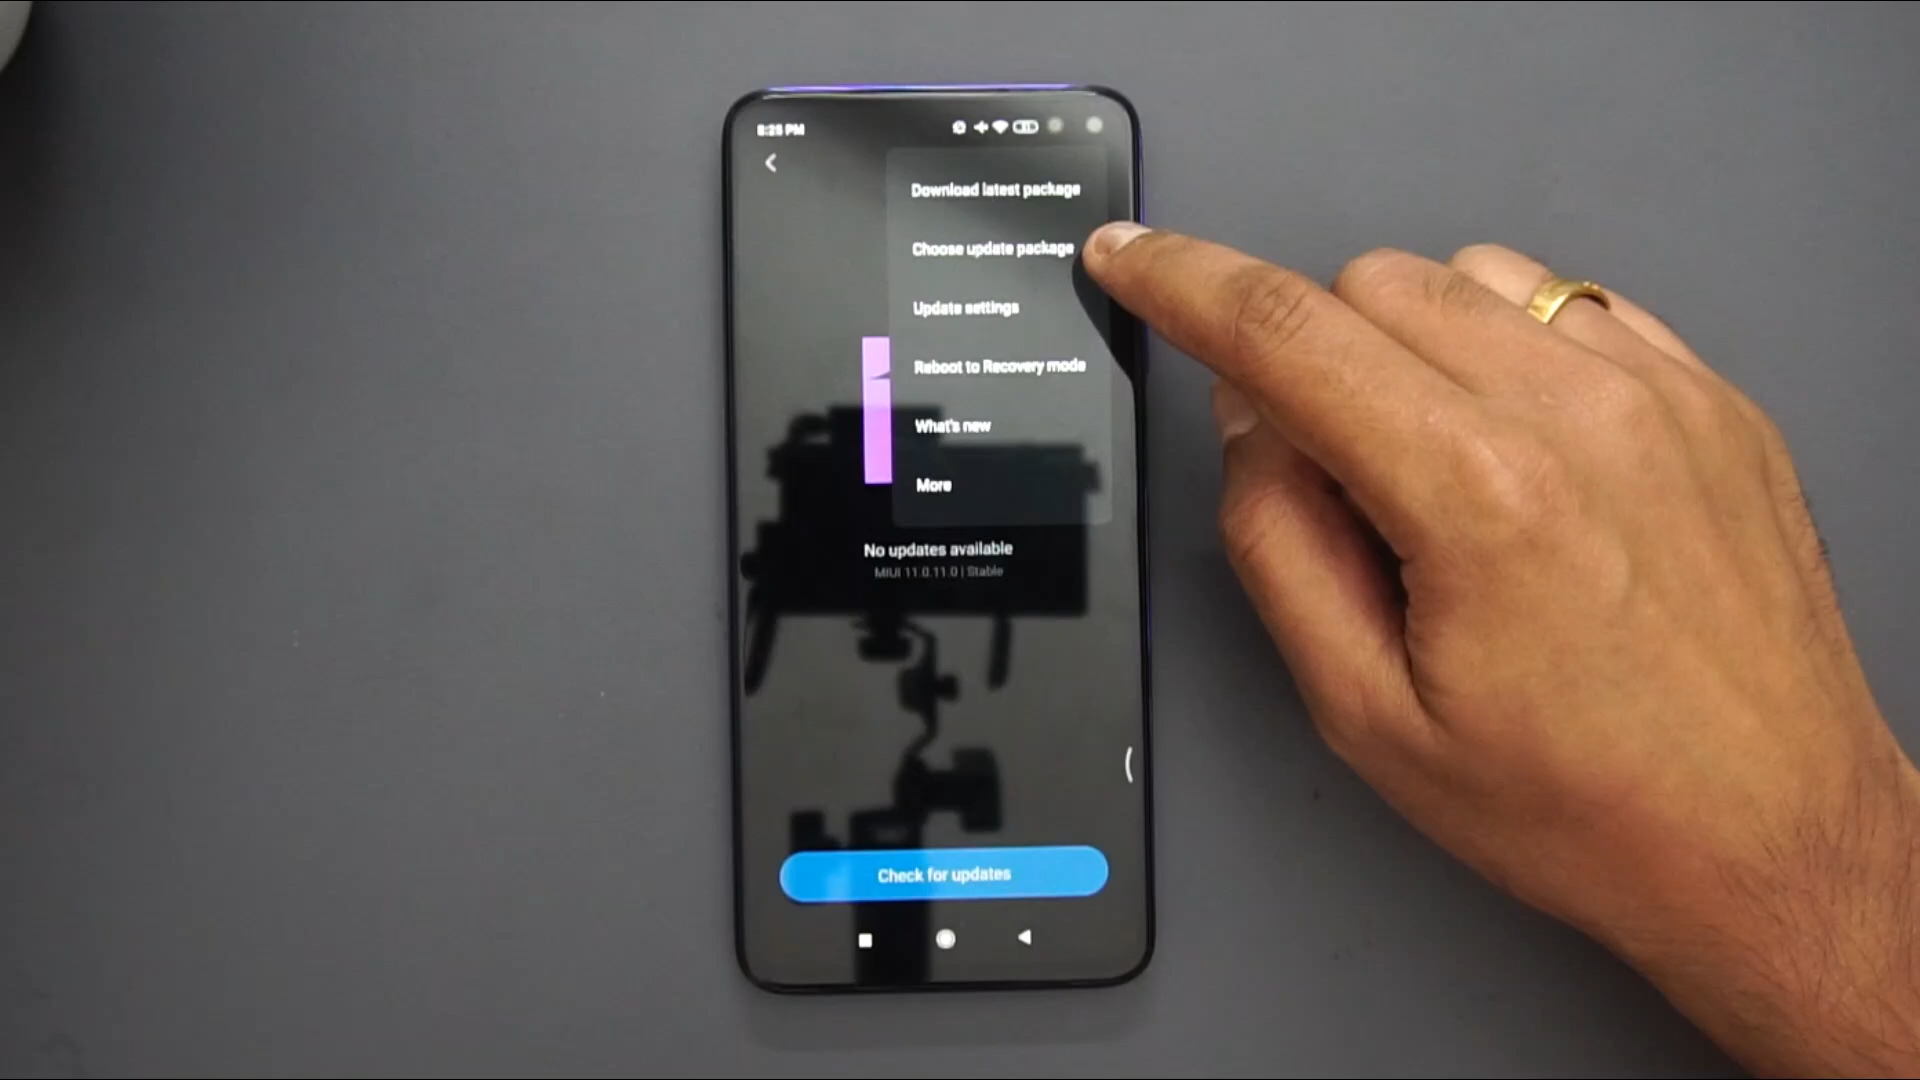 8:25 PM
Download latest package
Choose update package
Update settings
Reboot to Recovery mode
What's new
More
No updates available
MIUI 11.0.11.0 | Stable
Check for updates